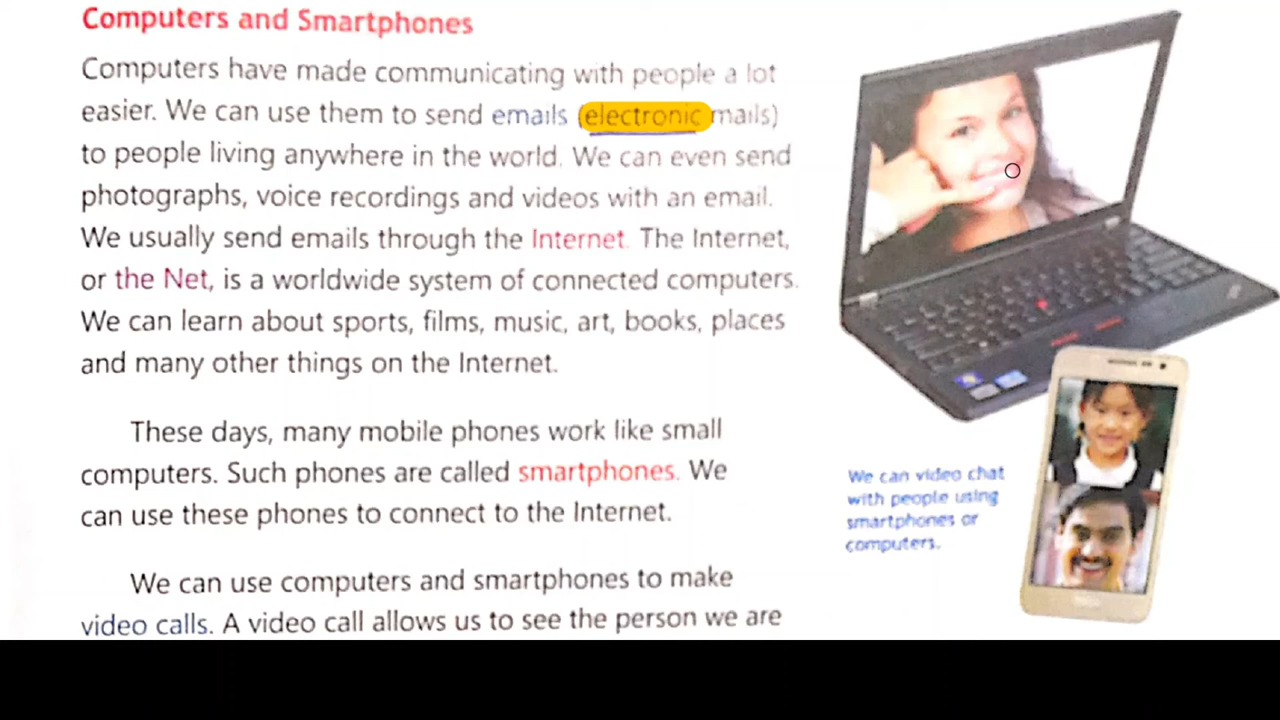 Computers and Smartphones
Computers have made communicating with people a lot
easier. We can use them to send emails (electronic mails)
to people living anywhere in the world. We can even send
photographs, voice recordings and videos with an email.
We usually send emails through the Internet. The Internet,
or the Net, is a worldwide system of connected computers.
We can learn about sports, films, music, art, books, places
and many other things on the Internet.
These days, many mobile phones work like small
computers. Such phones are called smartphones. We
can use these phones to connect to the Internet.
We can use computers and smartphones to make
video calls. A video call allows us to see the person we are
We can video chat
with people using
smartphones or
computers.